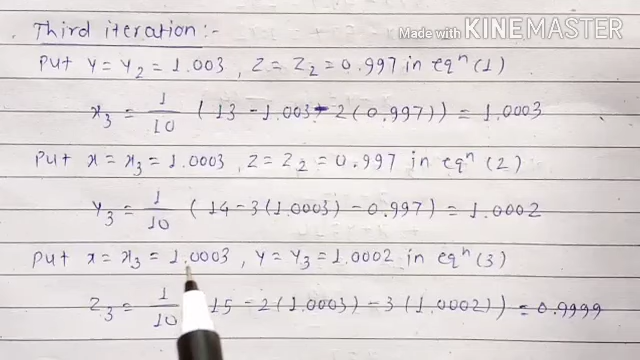 Made with KINEMASTER
Third iteration:-
Put Y = Y₂ = 1.003, Z = Z₂ = 0.997 in eqⁿ (1)
x₃ = 1/10 (13 - 1.003 - 2(0.997)) = 1.0003
Put x = x₃ = 1.0003, Z = Z₂ = 0.997 in eqⁿ (2)
Y₃ = 1/10 (14 - 3(1.0003) - 0.997) = 1.0002
Put x = x₃ = 1.0003, Y = Y₃ = 1.0002 in eqⁿ (3)
Z₃ = 1/10 15 - 2(1.0003) - 3(1.0002)) = 0.9999